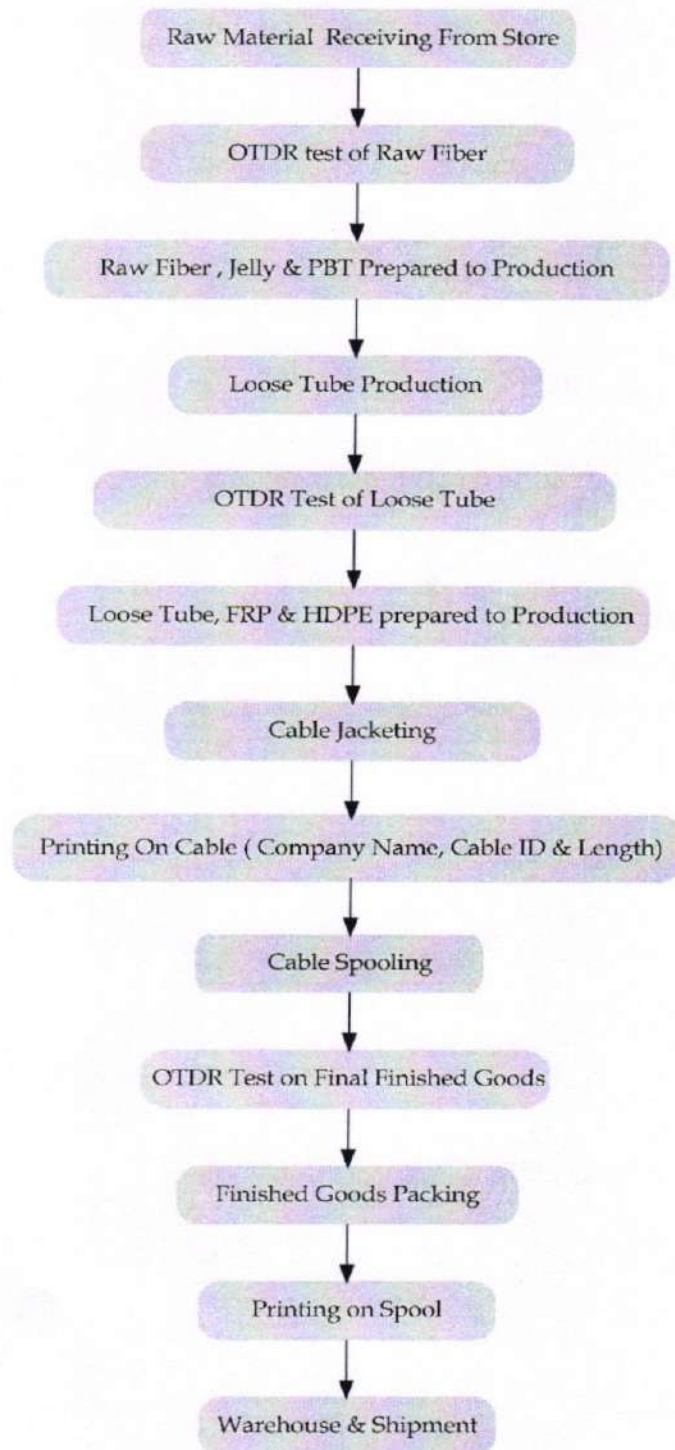 Raw Material Receiving From Store
OTDR test of Raw Fiber
Raw Fiber , Jelly & PBT Prepared to Production
Loose Tube Production
OTDR Test of Loose Tube
Loose Tube, FRP & HDPE prepared to Production
Cable Jacketing
Printing On Cable ( Company Name, Cable ID & Length)
Cable Spooling
OTDR Test on Final Finished Goods
Finished Goods Packing
Printing on Spool
Warehouse & Shipment